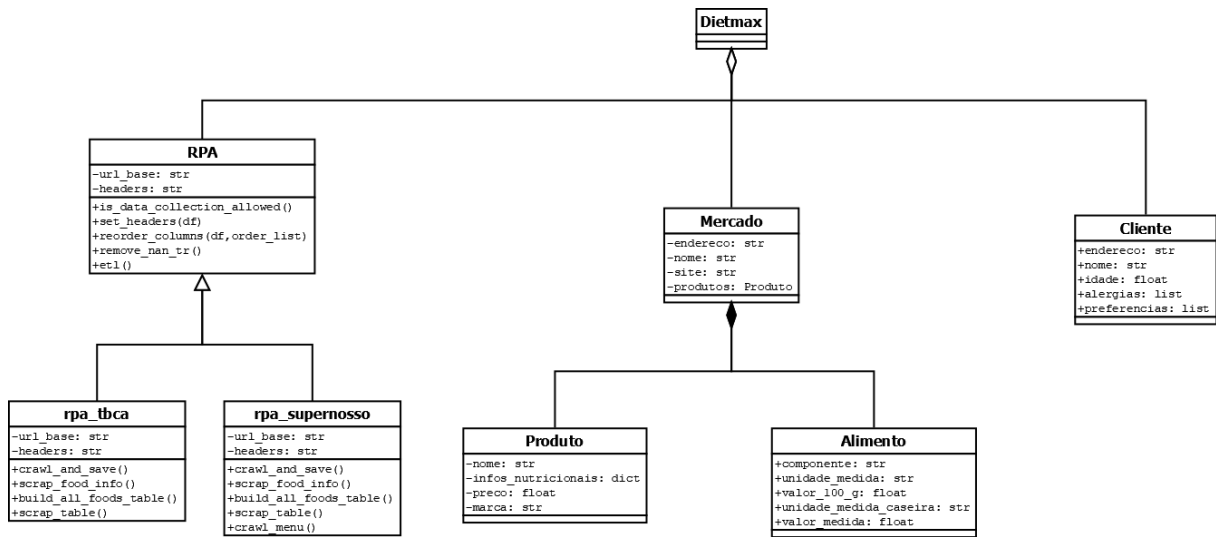 Dietmax
RPA
-url_base: str
-headers: str
+is_data_collection_allowed()
+set_headers(df)
+reorder_columns(df,order_list)
+remove_nan_tr()
+etl()
Mercado
-endereco: str
-nome: str
-site: str
-produtos: Produto
Cliente
+endereco: str
+nome: str
+idade: float
+alergias: list
+preferencias: list
rpa_tbca
-url_base: str
-headers: str
+crawl_and_save()
+scrap_food_info()
+build_all_foods_table()
+scrap_table()
rpa_supernosso
-url_base: str
-headers: str
+crawl_and_save()
+scrap_food_info()
+build_all_foods_table()
+scrap_table()
+crawl_menu()
Produto
-nome: str
-infos_nutricionais: dict
-preco: float
-marca: str
Alimento
+componente: str
+unidade_medida: str
+valor_100_g: float
+unidade_medida_caseira: str
+valor_medida: float